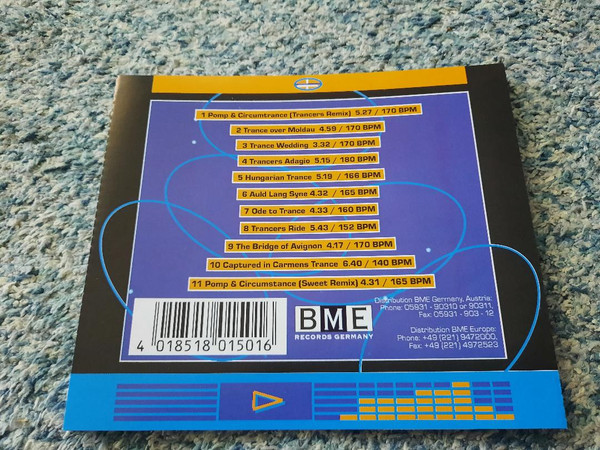 1 Pomp & Circumtrance (Trancers Remix) 5.27 / 170 BPM
2 Trance over Moldau 4.59 / 170 BPM
3 Trance Wedding 3.32 / 170 BPM
4 Trancers Adagio 5.15 / 180 BPM
5 Hungarian Trance 5.19 / 166 BPM
6 Auld Lang Syne 4.32 / 165 BPM
7 Ode to Trance 4.33 / 160 BPM
8 Trancers Ride 5.43 / 152 BPM
9 The Bridge of Avignon 4.17 / 170 BPM
10 Captured in Carmens Trance 6.40 / 140 BPM
11 Pomp & Circumstance (Sweet Remix) 4.31 / 165 BPM
4 018518 015016
BME
RECORDS GERMANY
Distribution BME Germany, Austria:
Phone: 05931 - 90310 or 90311,
Fax: 05931 - 903 - 12
Distribution BME Europe:
Phone: +49 (221) 9472000,
Fax: +49 (221) 4972523